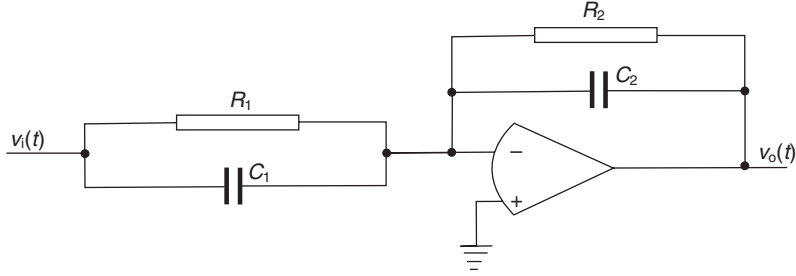 R₂
C₂
R₁
vᵢ(t)
C₁
−
vₒ(t)
+